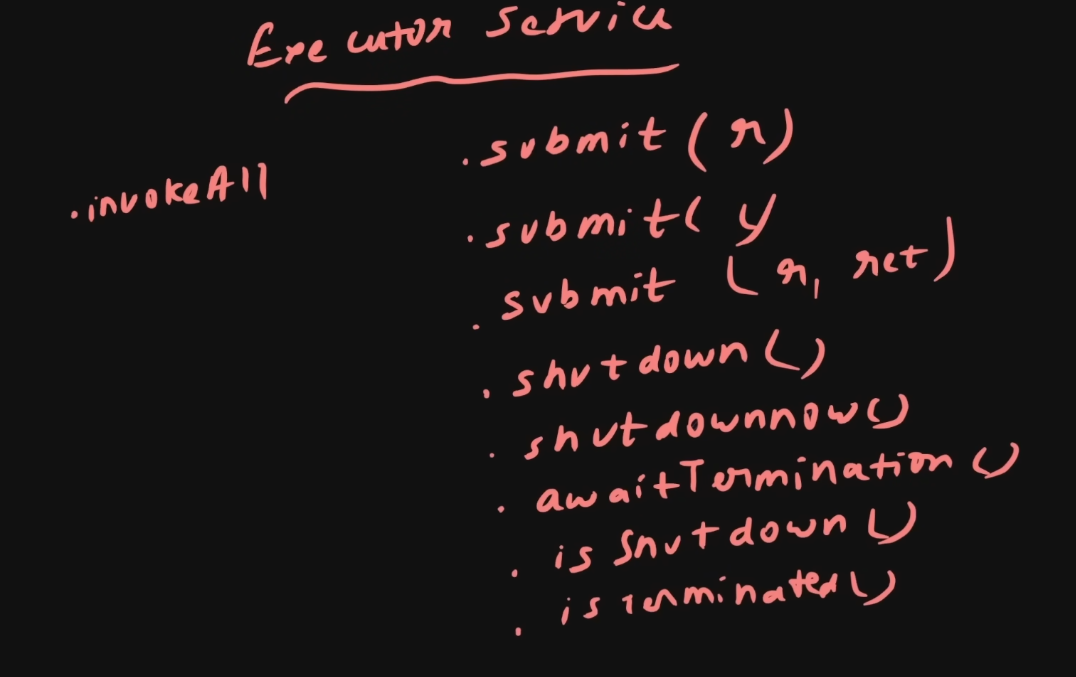 Executor Service
.invokeAll
.submit(r)
.submit( y
.submit (r, ret)
.shutdown()
.shutdownnow()
.awaitTermination()
.isShutdown()
.isTerminated()